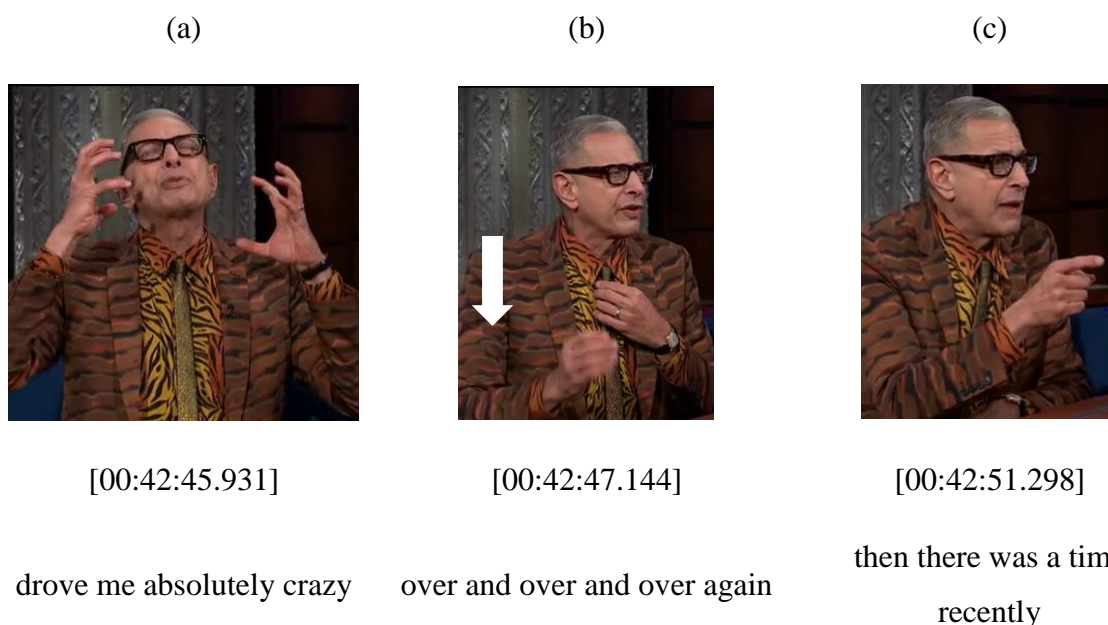 (a) (b) (c)
[00:42:45.931] [00:42:47.144] [00:42:51.298]
drove me absolutely crazy over and over and over again then there was a tim
recently